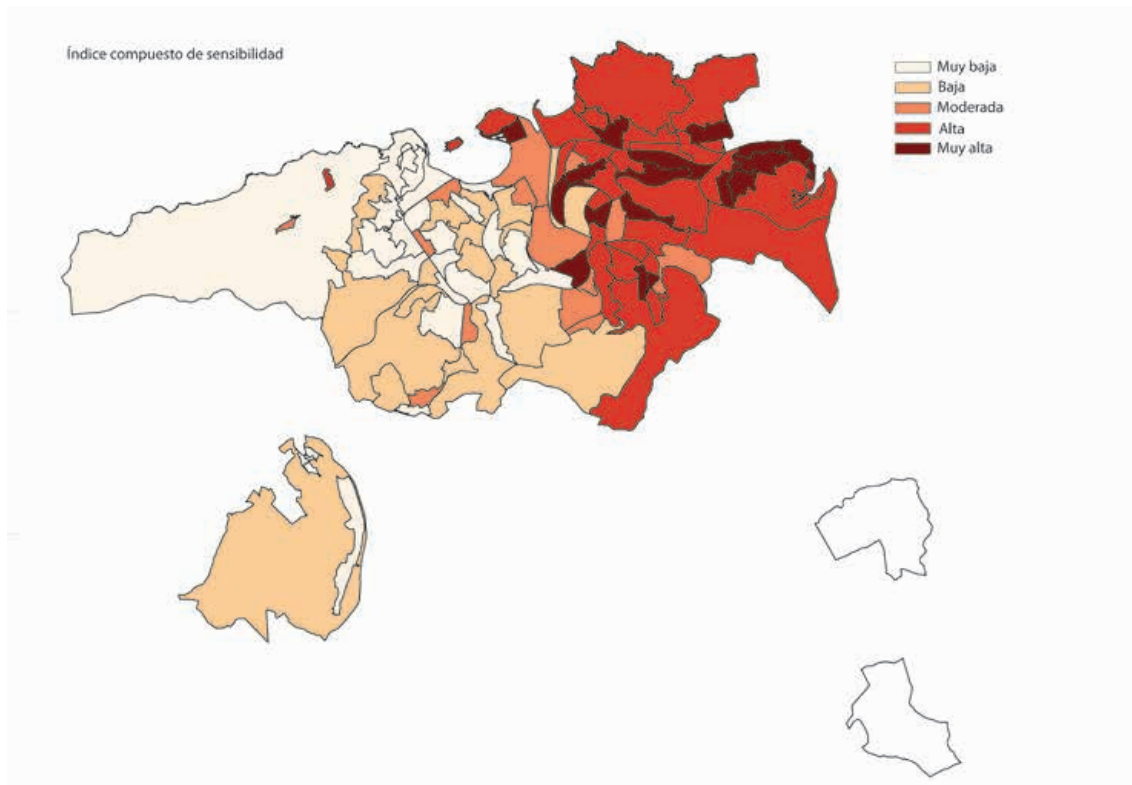 Índice compuesto de sensibilidad
Muy baja
Baja
Moderada
Alta
Muy alta